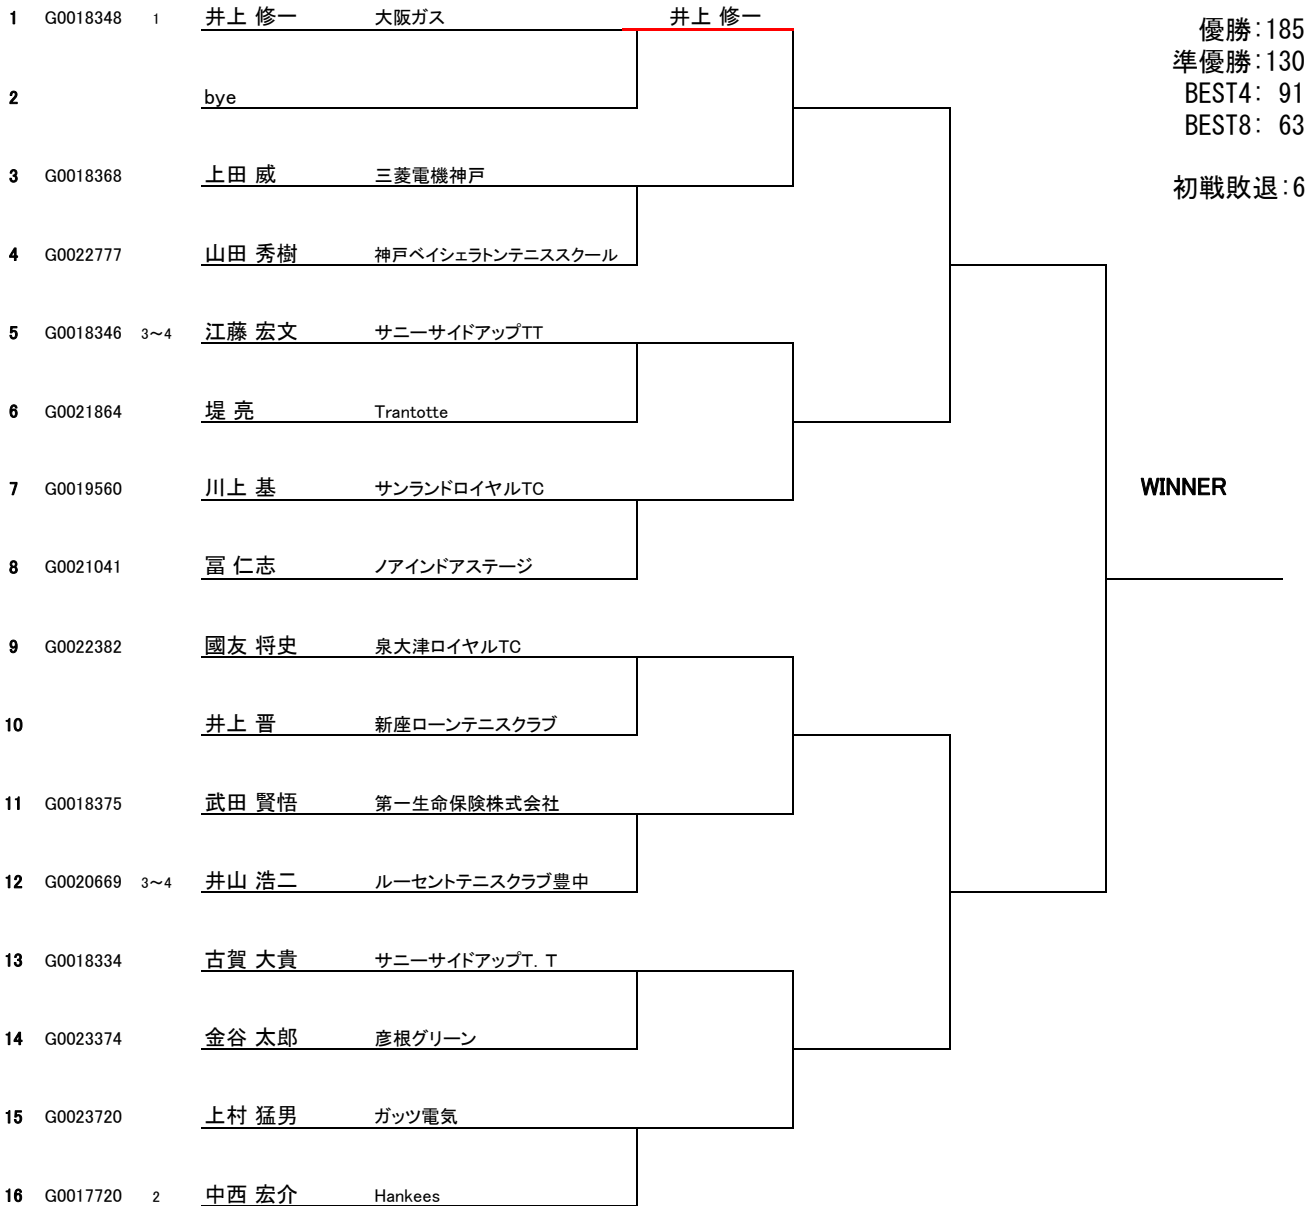 1 G0018348 1 井上 修一 大阪ガス 井上 修一
優勝:185
準優勝:130
BEST4: 91
BEST8: 63
初戦敗退:6
2 bye
3 G0018368 上田 威 三菱電機神戸
4 G0022777 山田 秀樹 神戸ベイシェラトンテニススクール
5 G0018346 3～4 江藤 宏文 サニーサイドアップTT
6 G0021864 堤 亮 Trantotte
7 G0019560 川上 基 サンランドロイヤルTC
WINNER
8 G0021041 冨 仁志 ノアインドアステージ
9 G0022382 國友 将史 泉大津ロイヤルTC
10 井上 晋 新座ローンテニスクラブ
11 G0018375 武田 賢悟 第一生命保険株式会社
12 G0020669 3～4 井山 浩二 ルーセントテニスクラブ豊中
13 G0018334 古賀 大貴 サニーサイドアップT．T
14 G0023374 金谷 太郎 彦根グリーン
15 G0023720 上村 猛男 ガッツ電気
16 G0017720 2 中西 宏介 Hankees